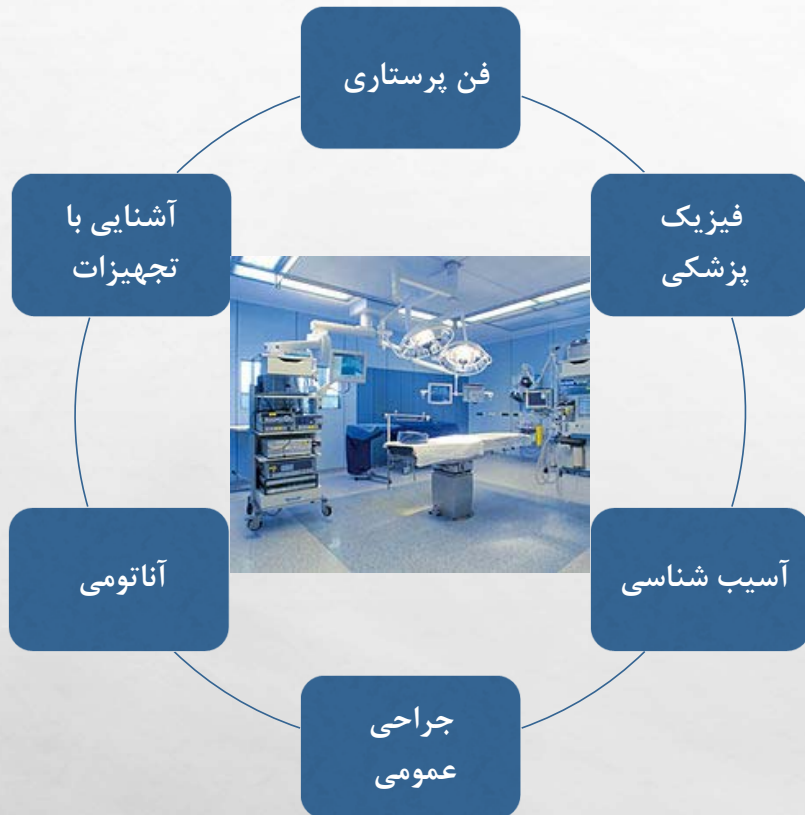 فن پرستاری
فیزیک
پزشکی
آسیب شناسی
جراحی
عمومی
آناتومی
آشنایی با
تجهیزات